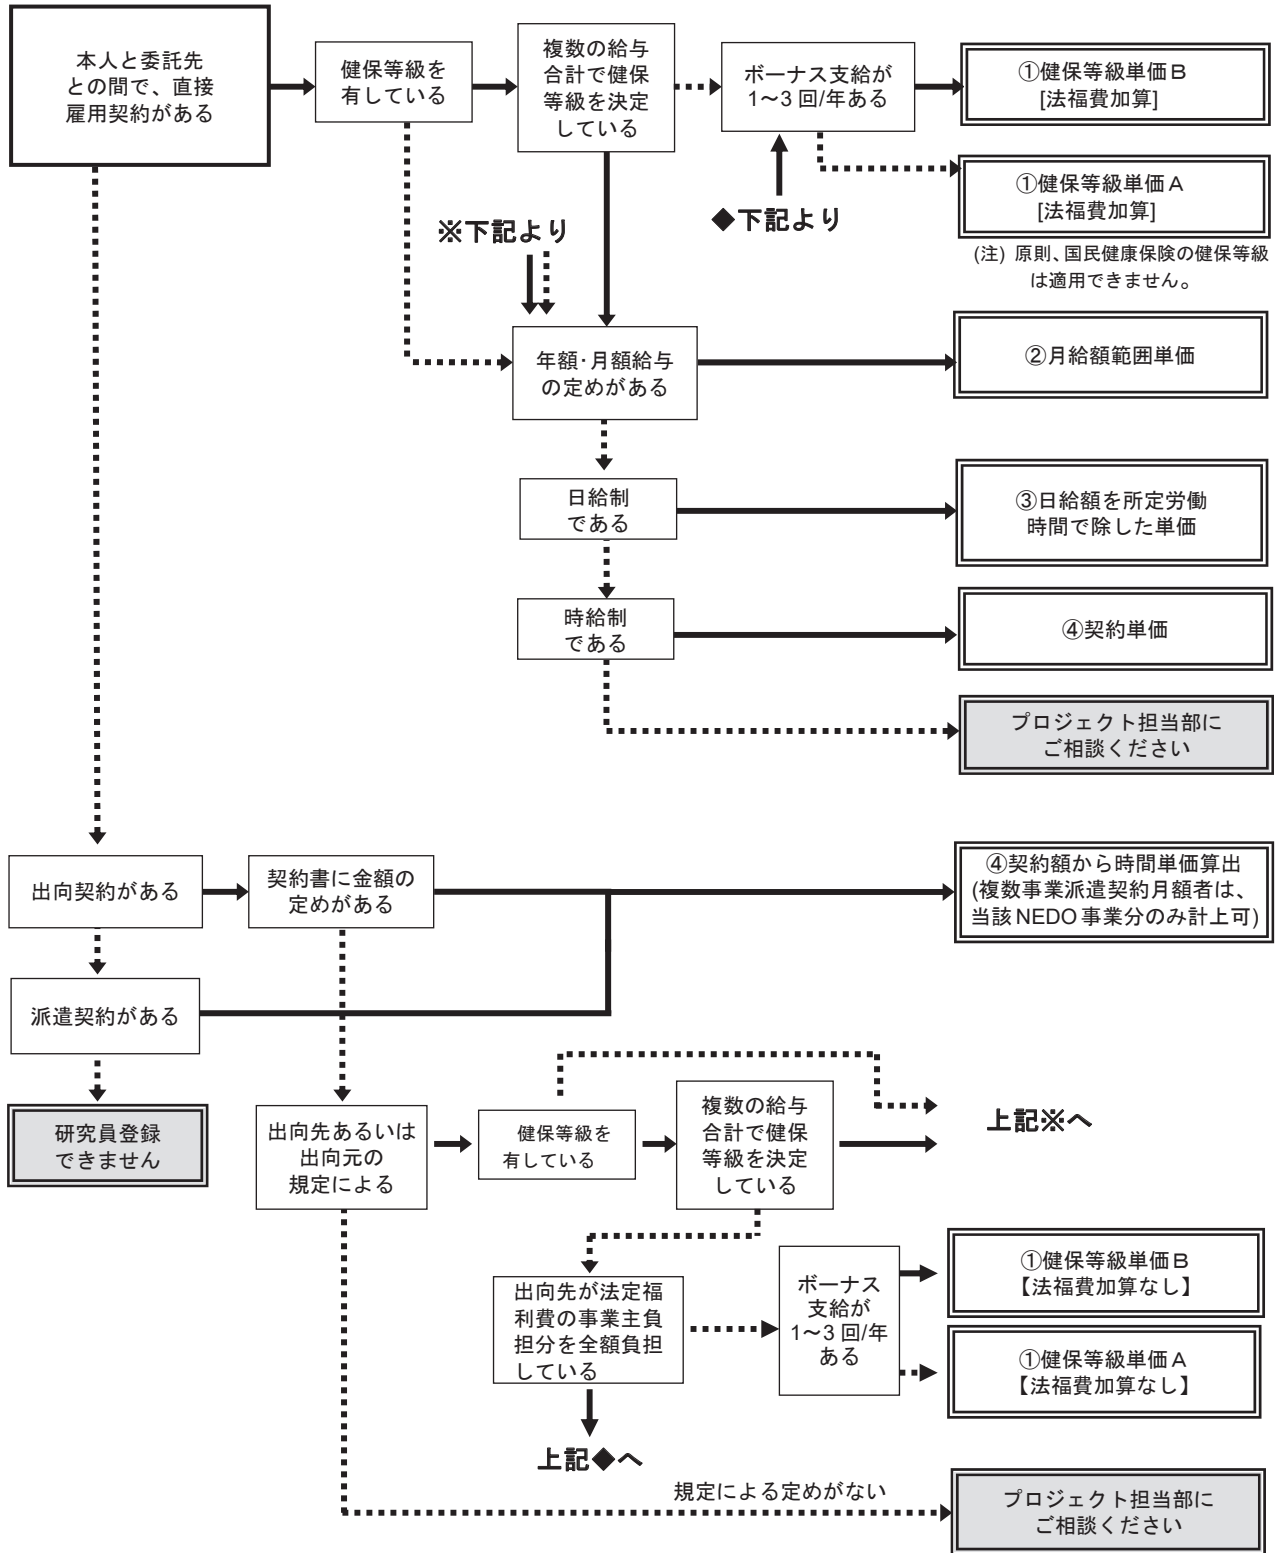 本人と委託先
との間で、直接
雇用契約がある
健保等級を
有している
複数の給与
合計で健保
等級を決定
している
ボーナス支給が
1～3 回/年ある
①健保等級単価B
[法福費加算]
①健保等級単価A
[法福費加算]
(注) 原則、国民健康保険の健保等級
は適用できません。
※下記より
◆下記より
年額・月額給与
の定めがある
②月給額範囲単価
日給制
である
③日給額を所定労働
時間で除した単価
時給制
である
④契約単価
プロジェクト担当部に
ご相談ください
出向契約がある
契約書に金額の
定めがある
④契約額から時間単価算出
(複数事業派遣契約月額者は、
当該NEDO事業分のみ計上可)
派遣契約がある
研究員登録
できません
出向先あるいは
出向元の
規定による
健保等級を
有している
複数の給与
合計で健保
等級を決定
している
上記※へ
出向先が法定福
利費の事業主負
担分を全額負担
している
ボーナス
支給が
1～3 回/年
ある
①健保等級単価B
【法福費加算なし】
①健保等級単価A
【法福費加算なし】
上記◆へ
規定による定めがない
プロジェクト担当部に
ご相談ください